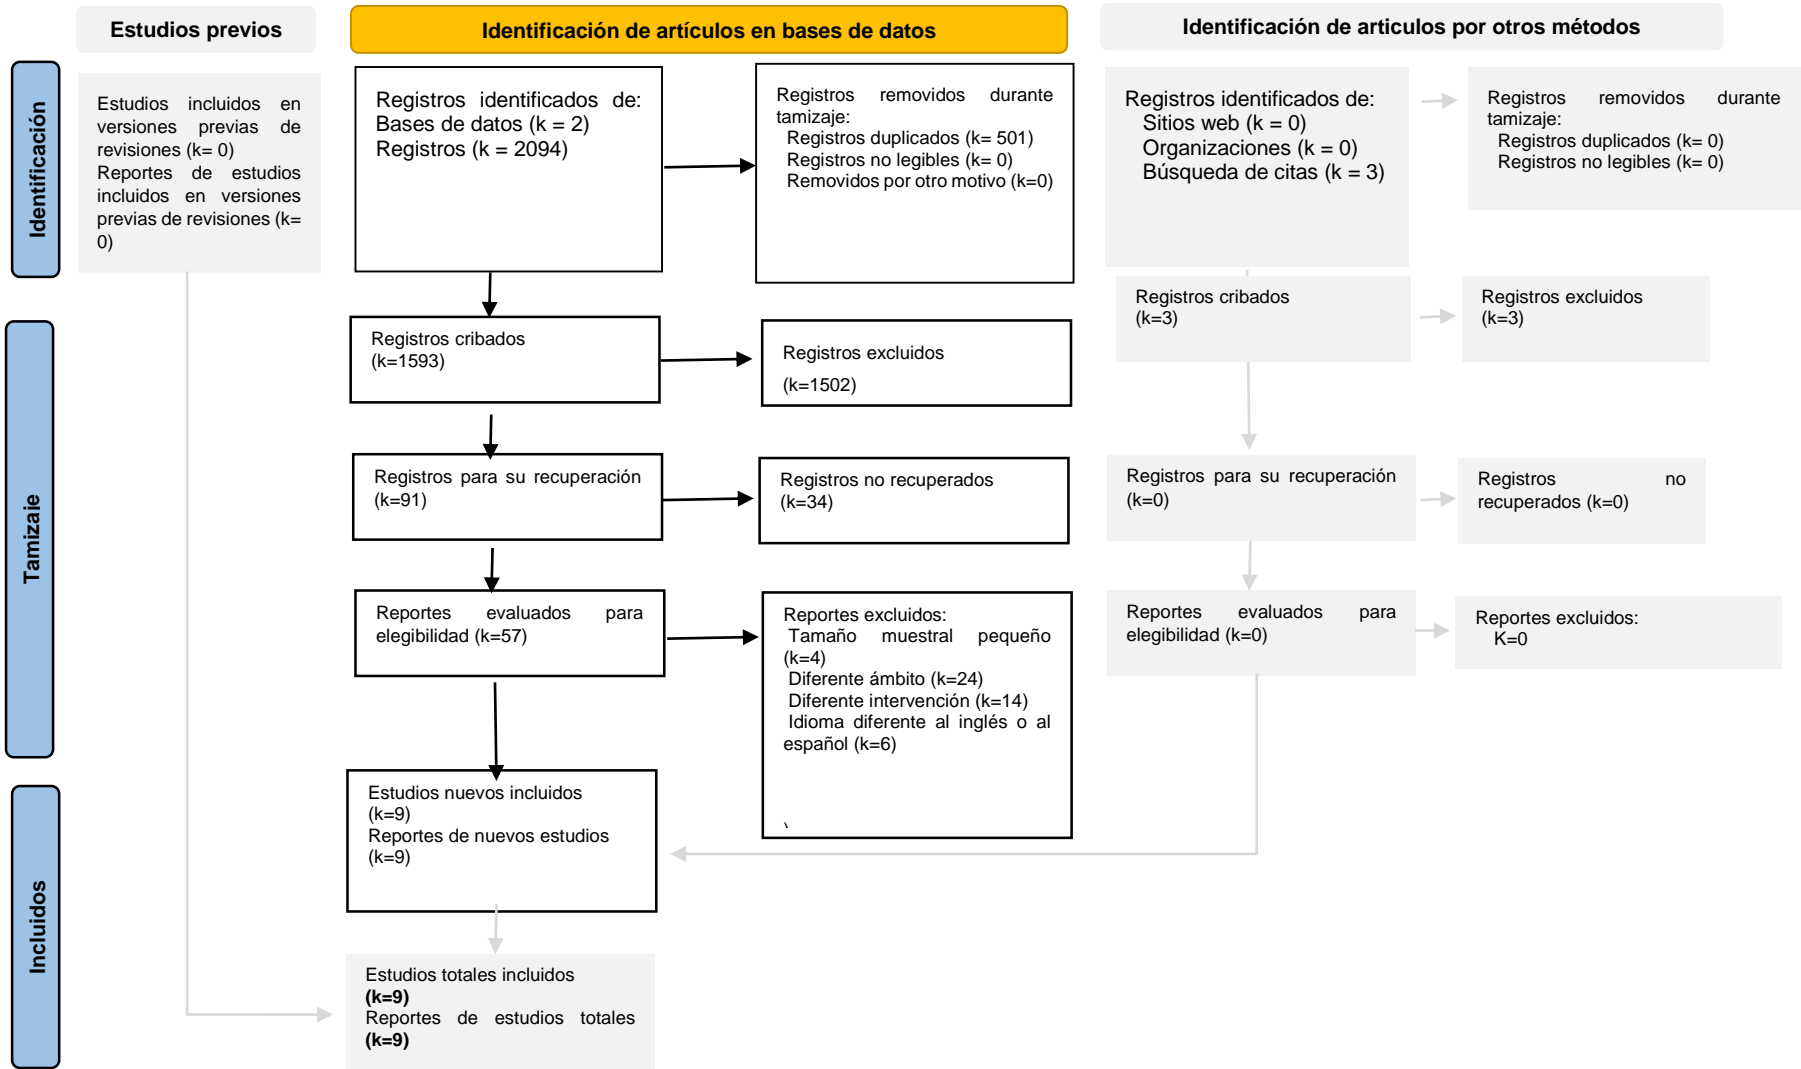 Estudios previos
Identificación de artículos en bases de datos
Identificación de articulos por otros métodos
Identificación
Estudios incluidos en
versiones previas de
revisiones (k= 0)
Reportes de estudios
incluidos en versiones
previas de revisiones (k=
0)
Registros identificados de:
Bases de datos (k = 2)
Registros (k = 2094)
Registros removidos durante
tamizaje:
Registros duplicados (k= 501)
Registros no legibles (k= 0)
Removidos por otro motivo (k=0)
Registros identificados de:
Sitios web (k = 0)
Organizaciones (k = 0)
Búsqueda de citas (k = 3)
Registros removidos durante
tamizaje:
Registros duplicados (k= 0)
Registros no legibles (k= 0)
Tamizaje
Registros cribados
(k=1593)
Registros excluidos
(k=1502)
Registros cribados
(k=3)
Registros excluidos
(k=3)
Registros para su recuperación
(k=91)
Registros no recuperados
(k=34)
Registros para su recuperación
(k=0)
Registros no
recuperados (k=0)
Reportes evaluados para
elegibilidad (k=57)
Reportes excluidos:
Tamaño muestral pequeño
(k=4)
Diferente ámbito (k=24)
Diferente intervención (k=14)
Idioma diferente al inglés o al
español (k=6)
Reportes evaluados para
elegibilidad (k=0)
Reportes excluidos:
K=0
Incluidos
Estudios nuevos incluidos
(k=9)
Reportes de nuevos estudios
(k=9)
Estudios totales incluidos
(k=9)
Reportes de estudios totales
(k=9)